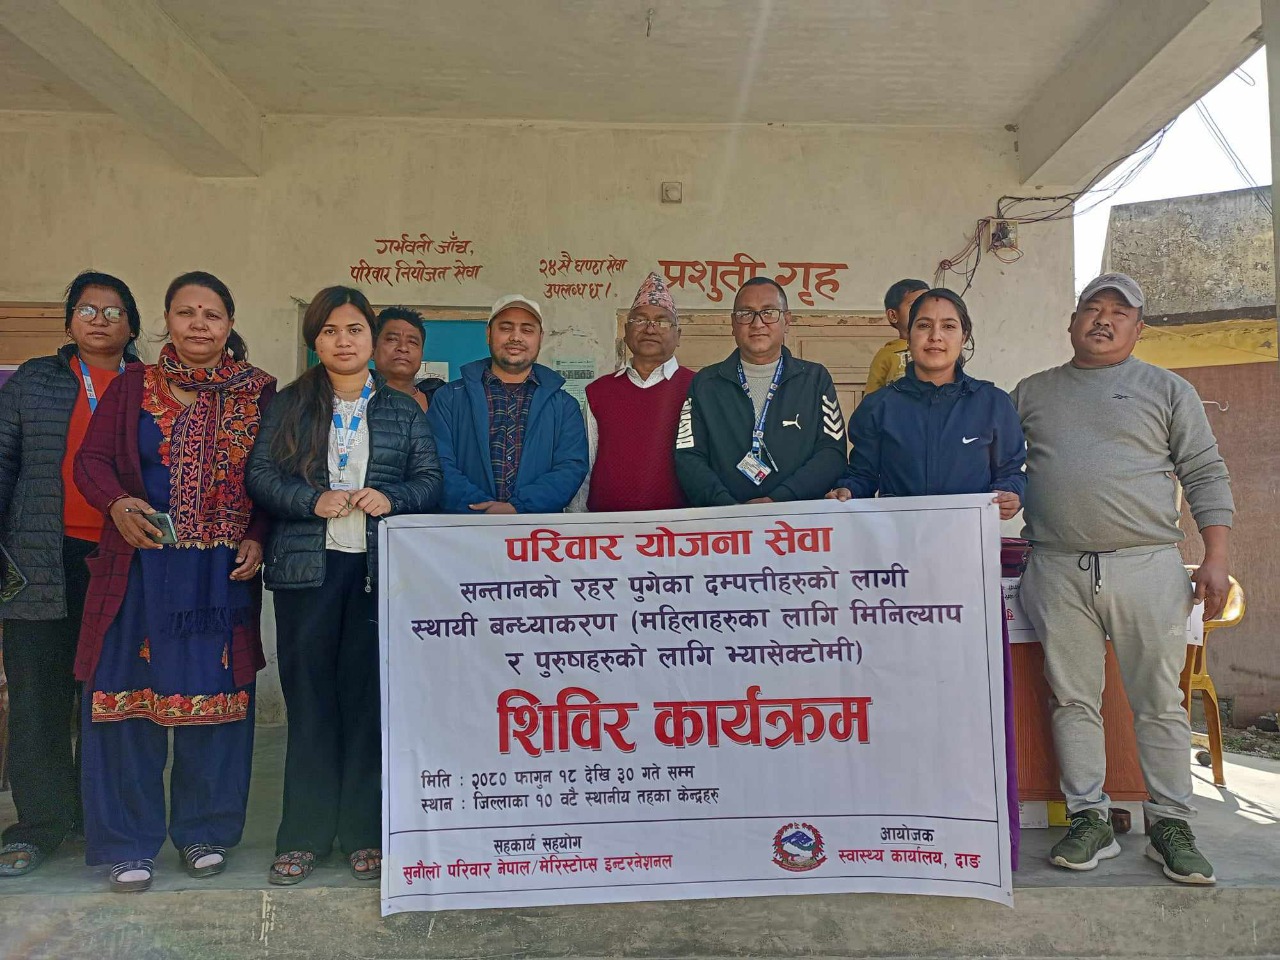 गर्भवती जाँच,
परिवार नियोजन सेवा
२४सै घण्टा सेवा
उपलब्ध छ।
प्रशुती गृह
परिवार योजना सेवा
सन्तानको रहर पुगेका दम्पत्तीहरुको लागी
स्थायी बन्ध्याकरण (महिलाहरुका लागि मिनिल्याप
र पुरुषहरुको लागि भ्यासेक्टोमी)
शिविर कार्यक्रम
मिति : २०८० फागुन १८ देखि ३० गते सम्म
स्थान : जिल्लाका १० वटै स्थानीय तहका केन्द्रहरु
सहकार्य सहयोग
सुनौलो परिवार नेपाल/मेरिस्टोप्स इन्टरनेशनल
आयोजक
स्वास्थ्य कार्यालय, दाङ